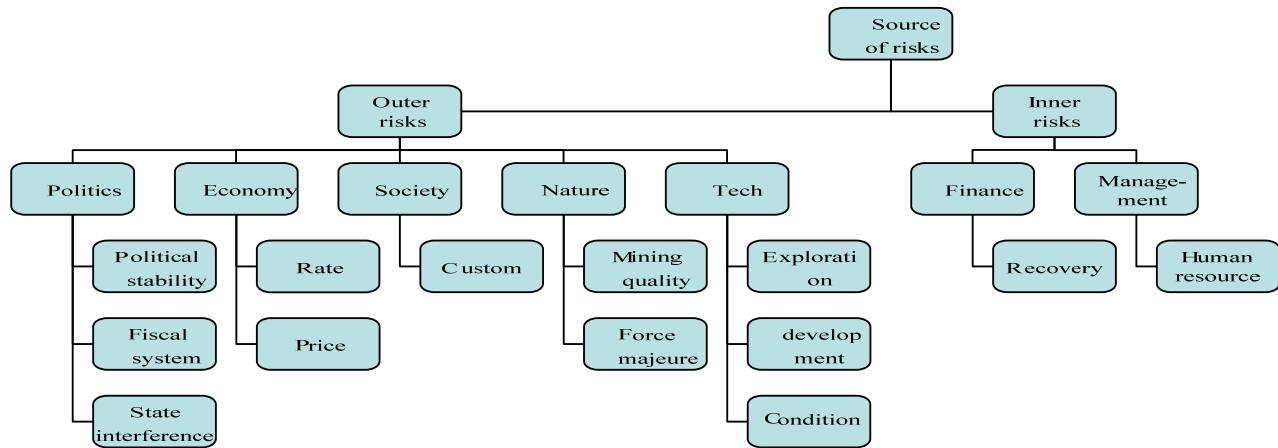 Source
of risks
Outer
risks
Inner
risks
Politics
Economy
Society
Nature
Tech
Finance
Manage-
ment
Political
stability
Rate
Custom
Mining
quality
Explorati
on
Recovery
Human
resource
Fiscal
system
Price
Force
majeure
develop
ment
State
interference
Condition